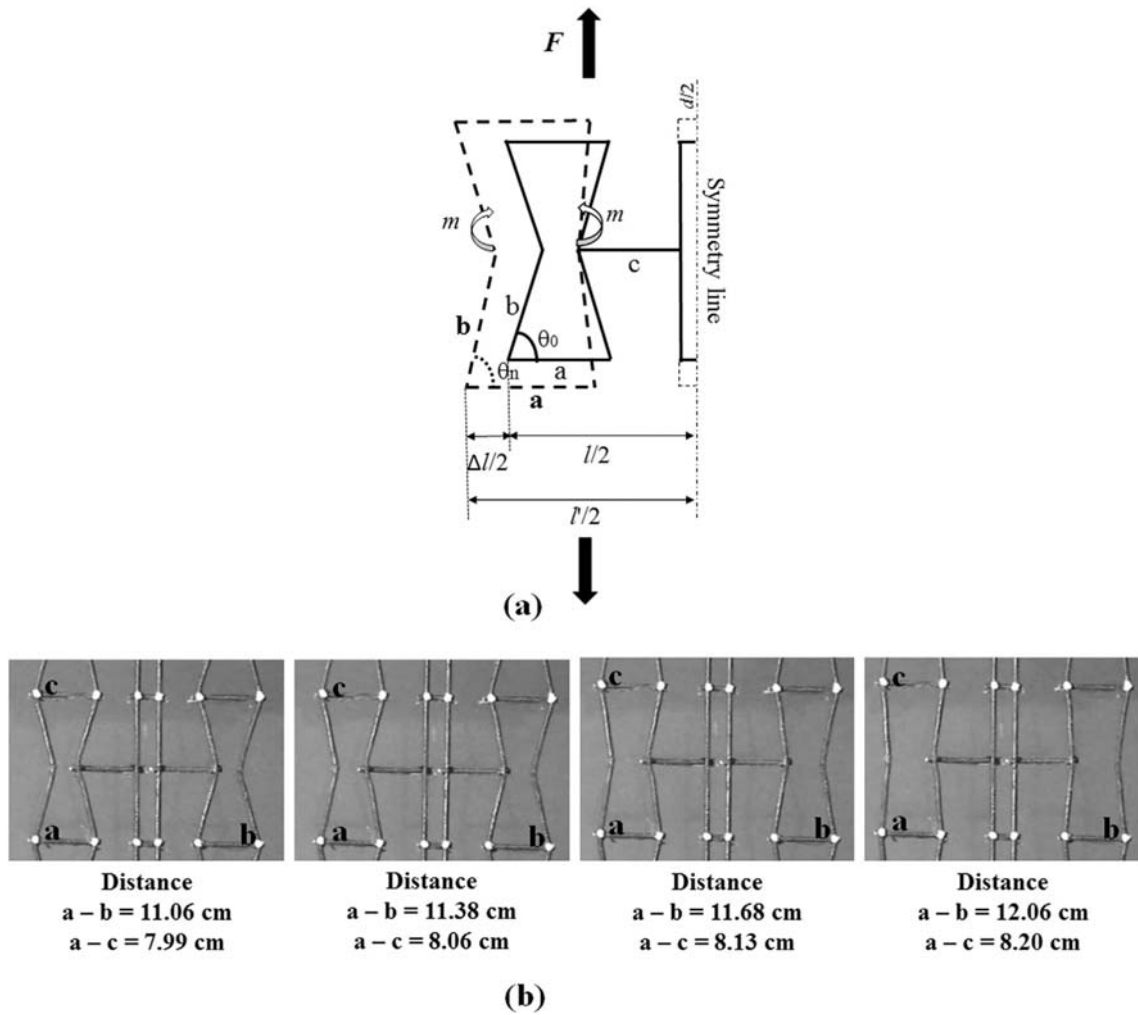 F
d/2
Symmetry line
m
m
c
b
b
θ0
θn
a
a
Δl/2
l/2
l'/2
(a)
c
c
c
c
a
b
a
b
a
b
a
b
Distance
a – b = 11.06 cm
a – c = 7.99 cm
Distance
a – b = 11.38 cm
a – c = 8.06 cm
Distance
a – b = 11.68 cm
a – c = 8.13 cm
Distance
a – b = 12.06 cm
a – c = 8.20 cm
(b)